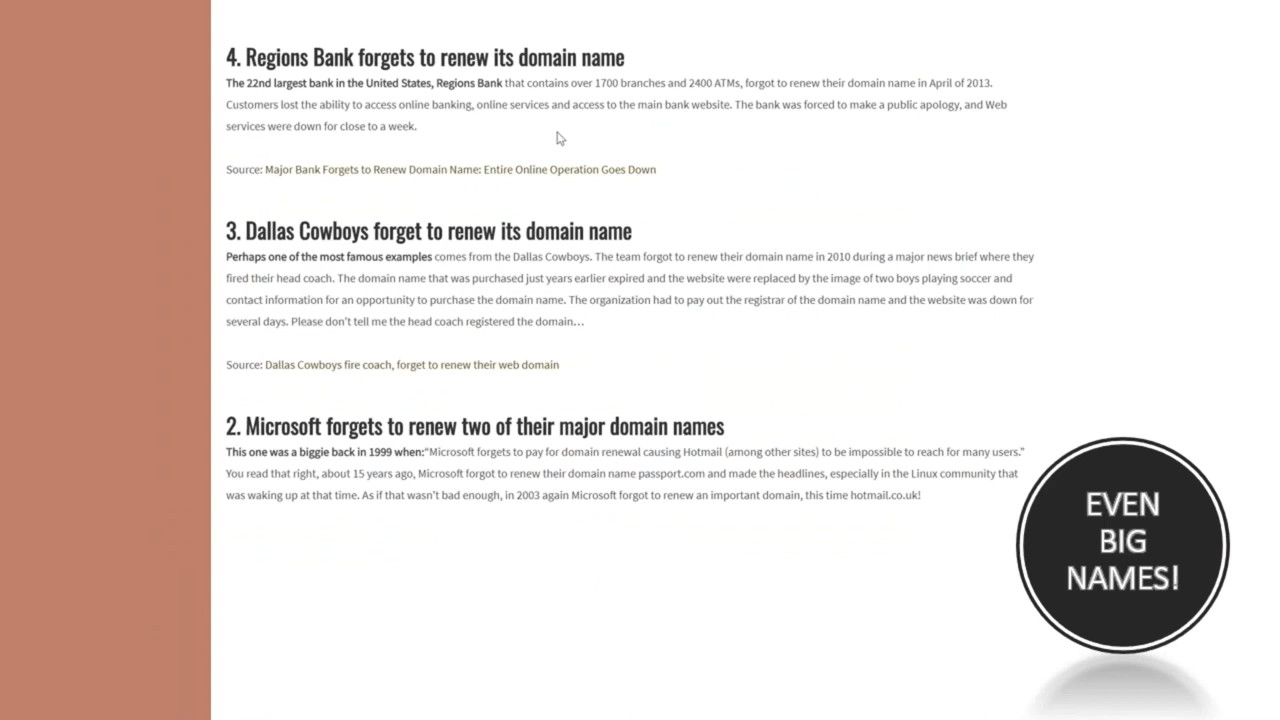 4. Regions Bank forgets to renew its domain name
The 22nd largest bank in the United States, Regions Bank that contains over 1700 branches and 2400 ATMs, forgot to renew their domain name in April of 2013.
Customers lost the ability to access online banking, online services and access to the main bank website. The bank was forced to make a public apology, and Web
services were down for close to a week.
Source: Major Bank Forgets to Renew Domain Name: Entire Online Operation Goes Down
3. Dallas Cowboys forget to renew its domain name
Perhaps one of the most famous examples comes from the Dallas Cowboys. The team forgot to renew their domain name in 2010 during a major news brief where they
fired their head coach. The domain name that was purchased just years earlier expired and the website were replaced by the image of two boys playing soccer and
contact information for an opportunity to purchase the domain name. The organization had to pay out the registrar of the domain name and the website was down for
several days. Please don't tell me the head coach registered the domain…
Source: Dallas Cowboys fire coach, forget to renew their web domain
2. Microsoft forgets to renew two of their major domain names
This one was a biggie back in 1999 when:“Microsoft forgets to pay for domain renewal causing Hotmail (among other sites) to be impossible to reach for many users.”
You read that right, about 15 years ago, Microsoft forgot to renew their domain name passport.com and made the headlines, especially in the Linux community that
was waking up at that time. As if that wasn't bad enough, in 2003 again Microsoft forgot to renew an important domain, this time hotmail.co.uk!
EVEN
BIG
NAMES!